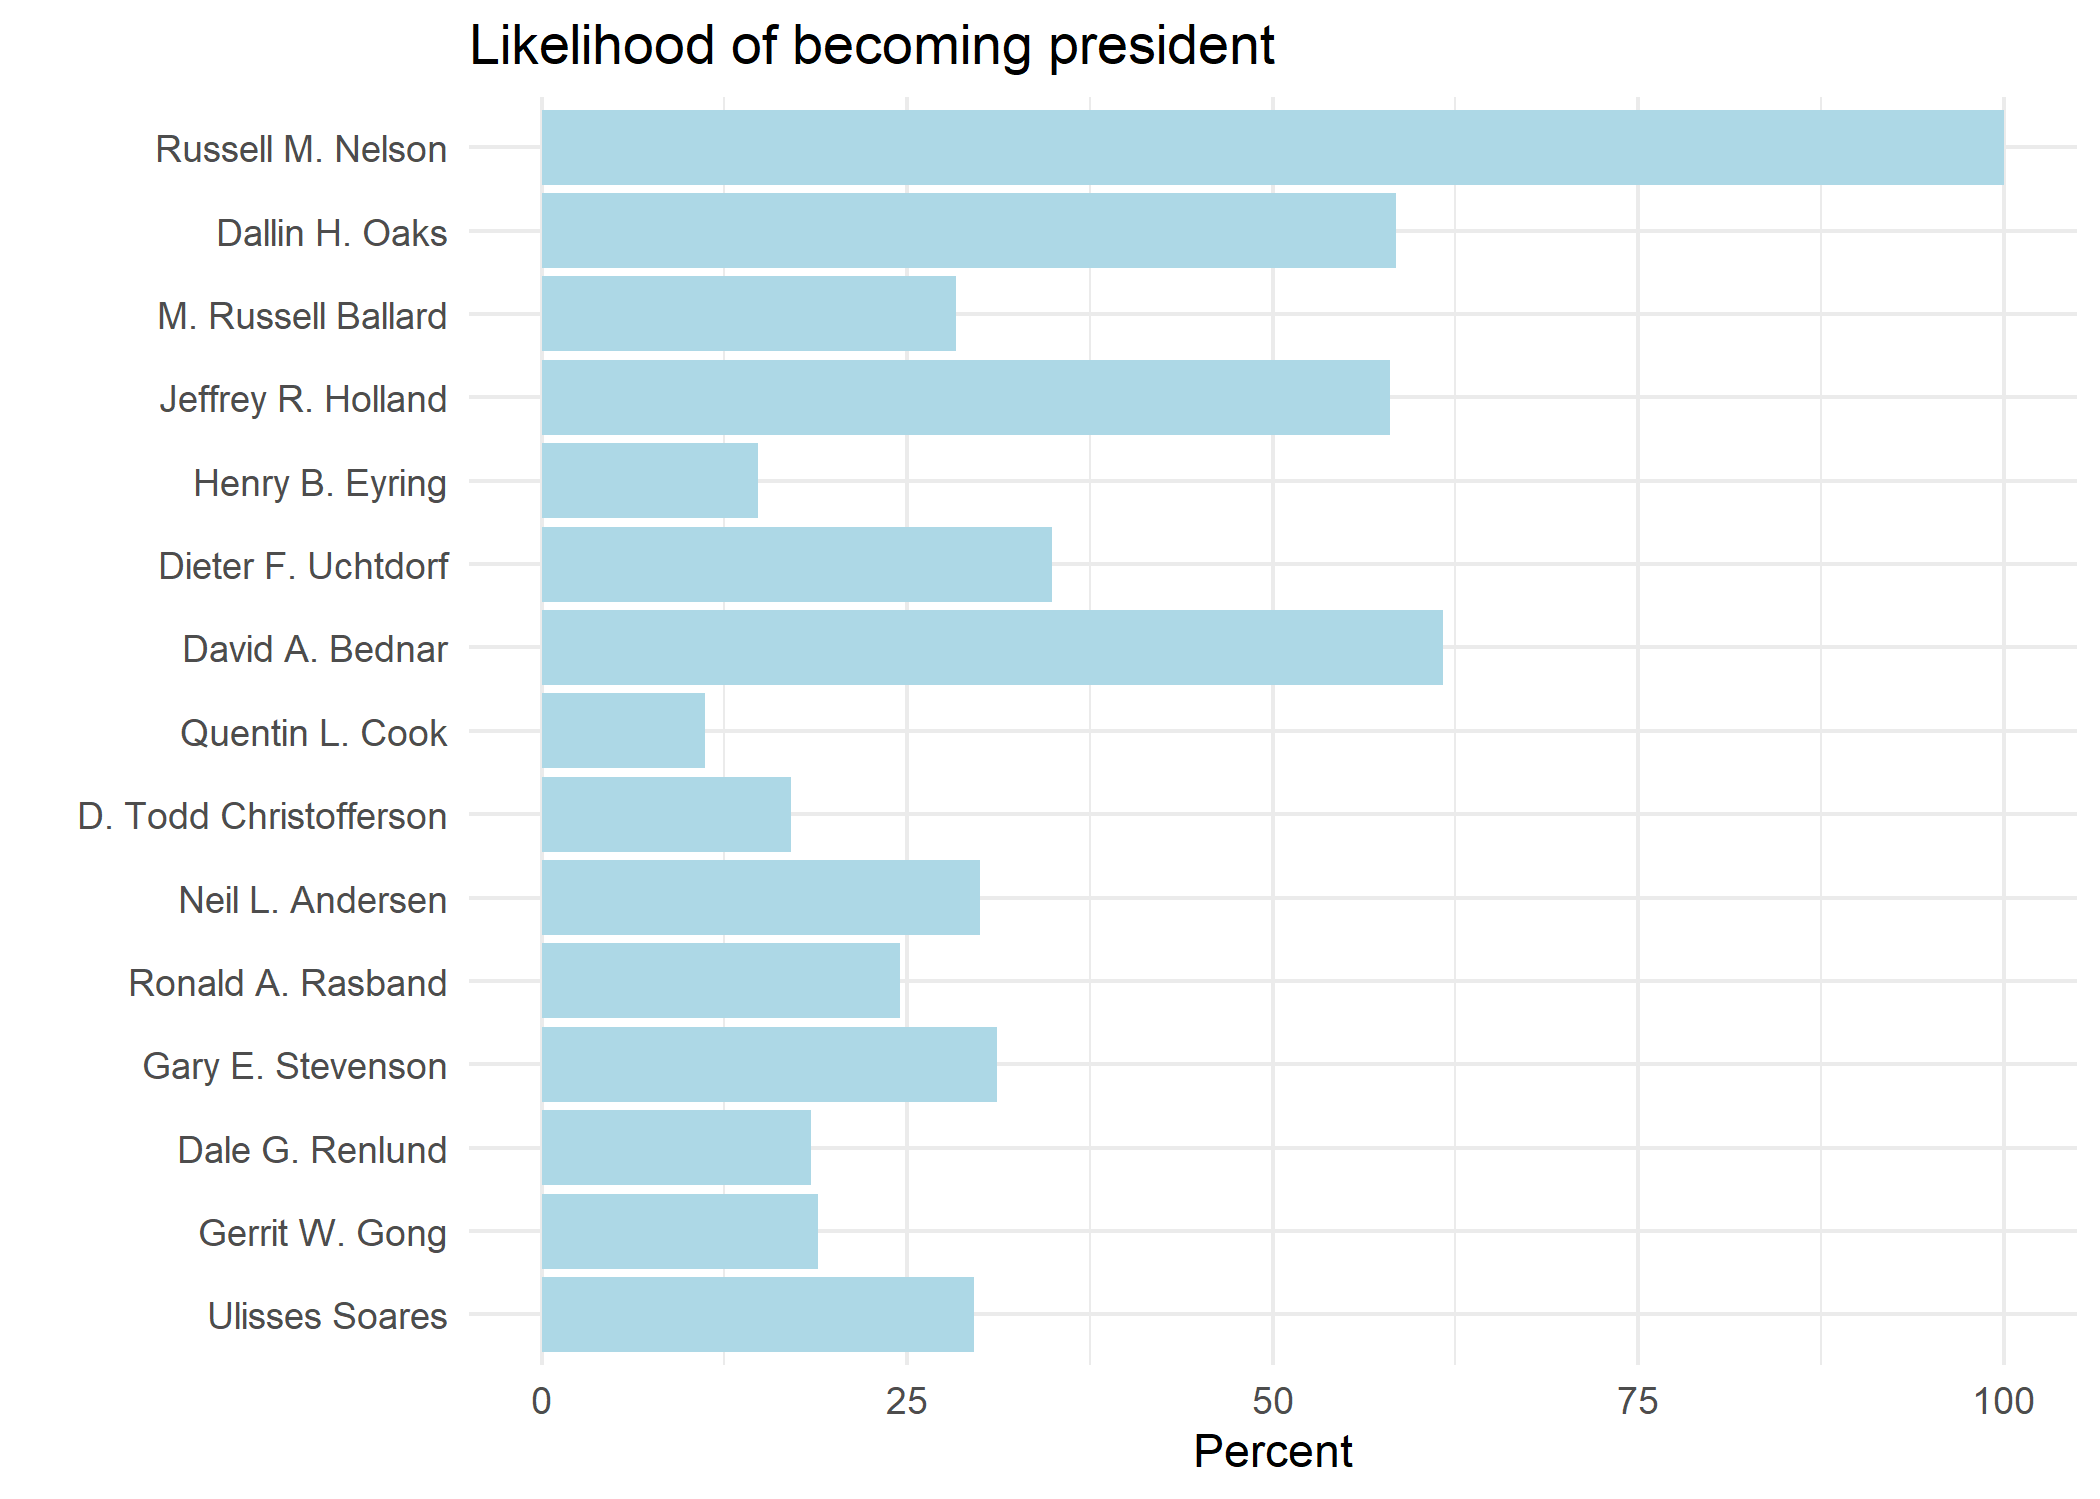 Likelihood of becoming president
Russell M. Nelson
Dallin H. Oaks
M. Russell Ballard
Jeffrey R. Holland
Henry B. Eyring
Dieter F. Uchtdorf
David A. Bednar
Quentin L. Cook
D. Todd Christofferson
Neil L. Andersen
Ronald A. Rasband
Gary E. Stevenson
Dale G. Renlund
Gerrit W. Gong
Ulisses Soares
0 25 50 75 100
Percent